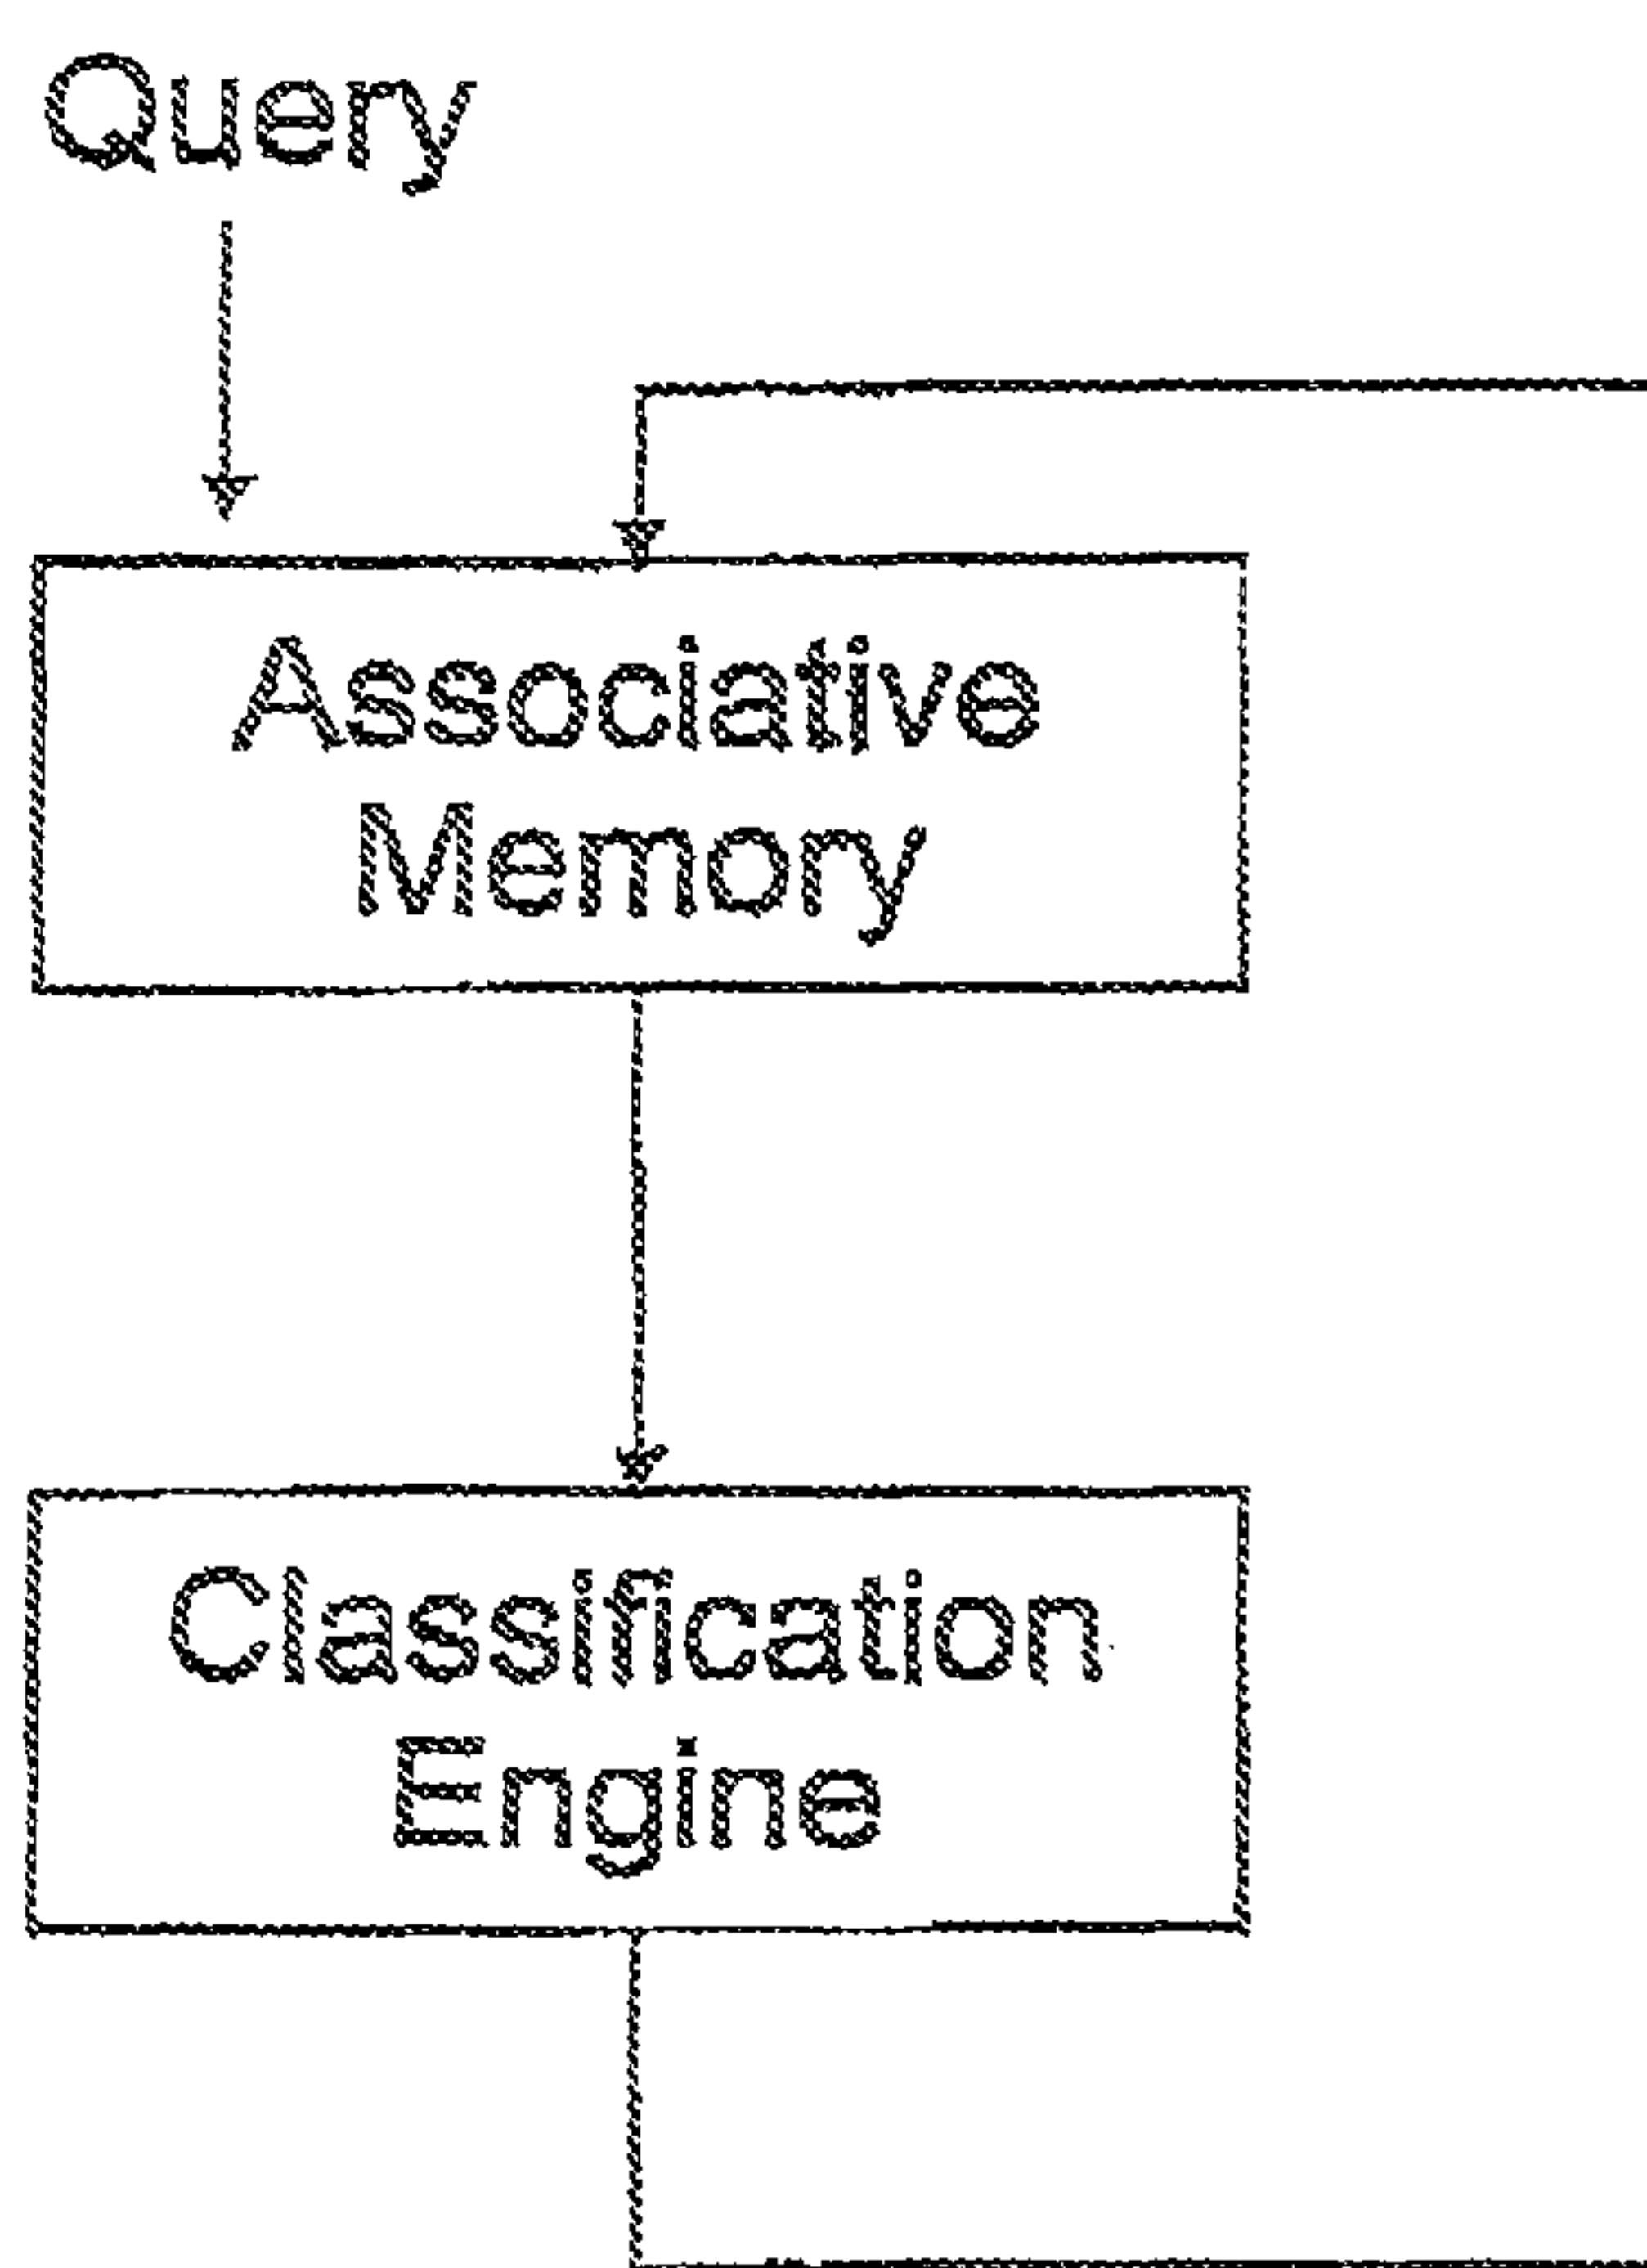 Query
Associative
Memory
Classification
Engine